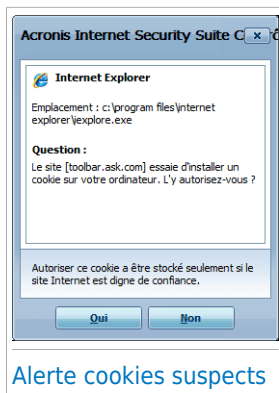 Acronis Internet Security Suite C
Internet Explorer
Emplacement : c:\program files\internet
explorer\iexplore.exe
Question :
Le site [toolbar.ask.com] essaie d'installer un
cookie sur votre ordinateur. L'y autorisez-vous ?
Autoriser ce cookie a être stocké seulement si le
site Internet est digne de confiance.
Oui
Non
Alerte cookies suspects